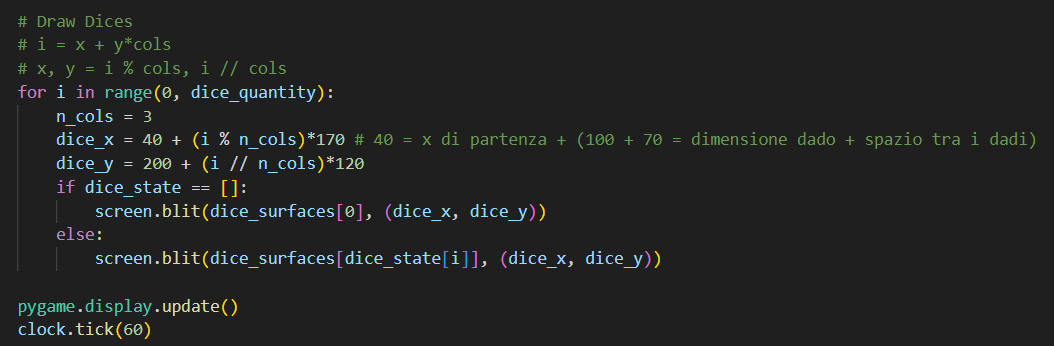 # Draw Dices
# i = x + y*cols
# x, y = i % cols, i // cols
for i in range(0, dice_quantity):
    n_cols = 3
    dice_x = 40 + (i % n_cols)*170 # 40 = x di partenza + (100 + 70 = dimensione dado + spazio tra i dadi)
    dice_y = 200 + (i // n_cols)*120
    if dice_state == []:
        screen.blit(dice_surfaces[0], (dice_x, dice_y))
    else:
        screen.blit(dice_surfaces[dice_state[i]], (dice_x, dice_y))
pygame.display.update()
clock.tick(60)